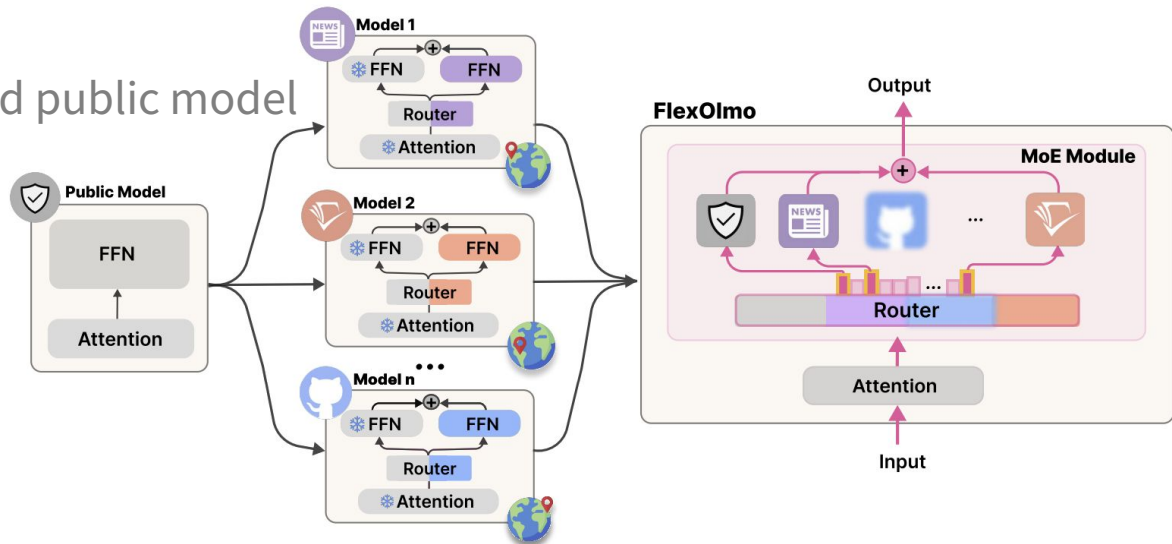 d public model
Public Model
FFN
Attention
NEWS
Model 1
FFN
FFN
Router
Attention
Model 2
FFN
FFN
Router
Attention
...
Model n
FFN
FFN
Router
Attention
Output
FlexOlmo
MoE Module
NEWS
...
...
Router
Attention
Input